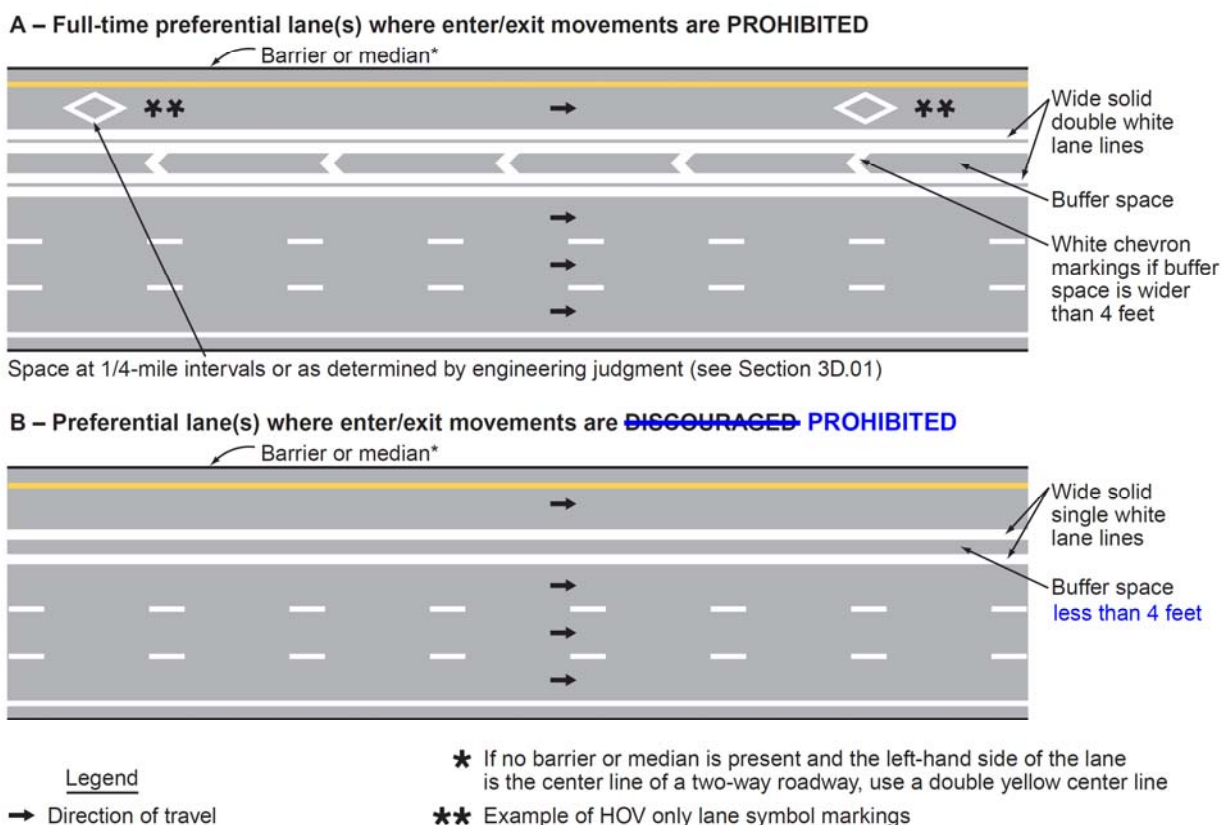 A – Full-time preferential lane(s) where enter/exit movements are PROHIBITED
Barrier or median*
**
**
Wide solid
double white
lane lines
Buffer space
White chevron
markings if buffer
space is wider
than 4 feet
Space at 1/4-mile intervals or as determined by engineering judgment (see Section 3D.01)
B – Preferential lane(s) where enter/exit movements are DISCOURAGED PROHIBITED
Barrier or median*
Wide solid
single white
lane lines
Buffer space
less than 4 feet
Legend
→ Direction of travel
* If no barrier or median is present and the left-hand side of the lane
is the center line of a two-way roadway, use a double yellow center line
** Example of HOV only lane symbol markings